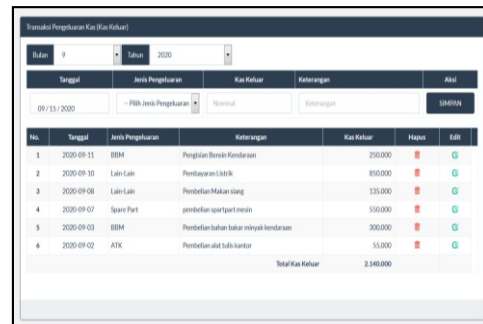 Transaksi Pengeluaran Kas (Kas Keluar)
Bulan 9 Tahun 2020
Tanggal Jenis Pengeluaran Kas Keluar Keterangan Aksi
09/15/2020 -- Pilih Jenis Pengeluaran Nominal Keterangan SIMPAN
No. Tanggal Jenis Pengeluaran Keterangan Kas Keluar Hapus Edit
1 2020-09-11 BBM Pengisian Bensin Kendaraan 250.000
2 2020-09-10 Lain-Lain Pembayaran Listrik 850.000
3 2020-09-08 Lain-Lain Pembelian Makan siang 135.000
4 2020-09-07 Spare Part pembelian spartpart mesin 550.000
5 2020-09-03 BBM Pembelian bahan bakar minyak kendaraan 300.000
6 2020-09-02 ATK Pembelian alat tulis kantor 55.000
Total Kas Keluar 2.140.000